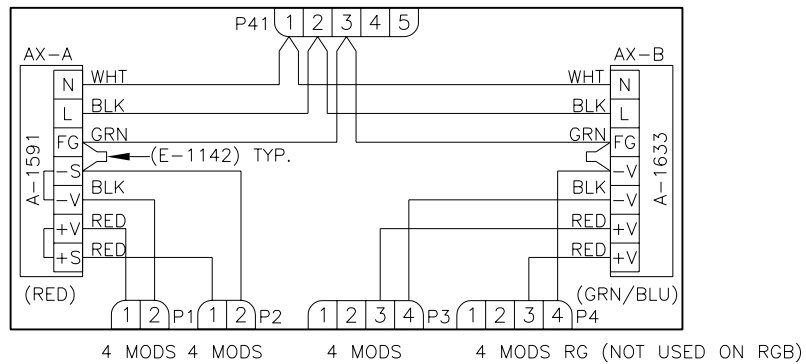 P41 1 2 3 4 5
AX-A AX-B
N WHT WHT N
L BLK BLK L
FG GRN GRN FG
(E-1142) TYP.
-S -V
A-1591 A-1633
-V BLK BLK -V
+V RED RED +V
+S RED RED +V
(RED) (GRN/BLU)
1 2 P1 1 2 P2 1 2 3 4 P3 1 2 3 4 P4
4 MODS 4 MODS 4 MODS 4 MODS RG (NOT USED ON RGB)